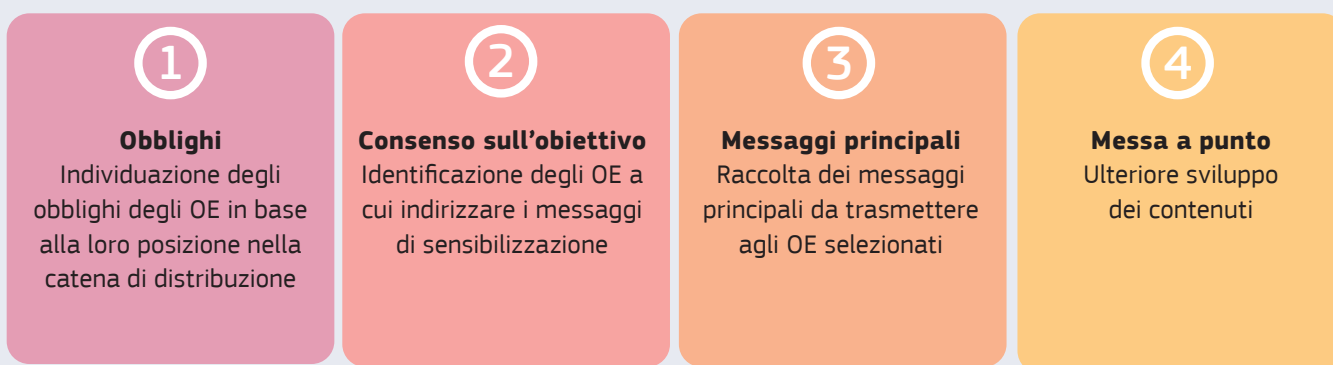 1
Obblighi
Individuazione degli
obblighi degli OE in base
alla loro posizione nella
catena di distribuzione
2
Consenso sull'obiettivo
Identificazione degli OE a
cui indirizzare i messaggi
di sensibilizzazione
3
Messaggi principali
Raccolta dei messaggi
principali da trasmettere
agli OE selezionati
4
Messa a punto
Ulteriore sviluppo
dei contenuti